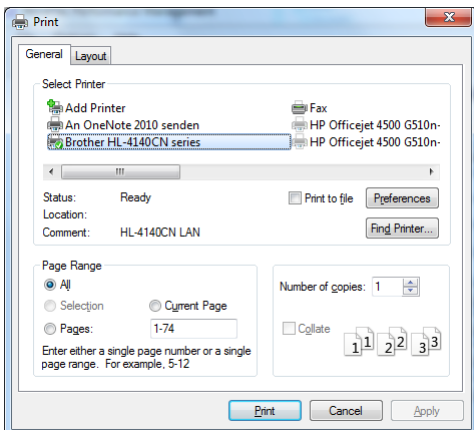 Print
General Layout
Select Printer
Add Printer
An OneNote 2010 senden
Brother HL-4140CN series
Fax
HP Officejet 4500 G510n-
HP Officejet 4500 G510n-
Status: Ready
Print to file
Preferences
Location:
Comment: HL-4140CN LAN
Find Printer...
Page Range
All
Selection
Current Page
Pages: 1-74
Enter either a single page number or a single
page range. For example, 5-12
Number of copies: 1
Collate
1 1 2 2 3 3
Print Cancel Apply